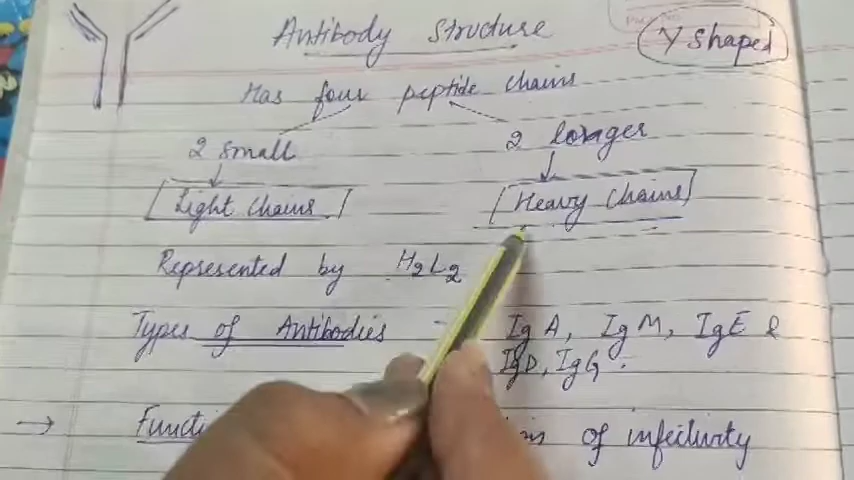 Antibody Structure
Y shaped
Has four peptide chains
2 small
2 longer
Light Chains
Heavy Chains
Represented by H2L2
Types of Antibodies - IgA, IgM, IgE &
IgD, IgG.
→ of infectivity